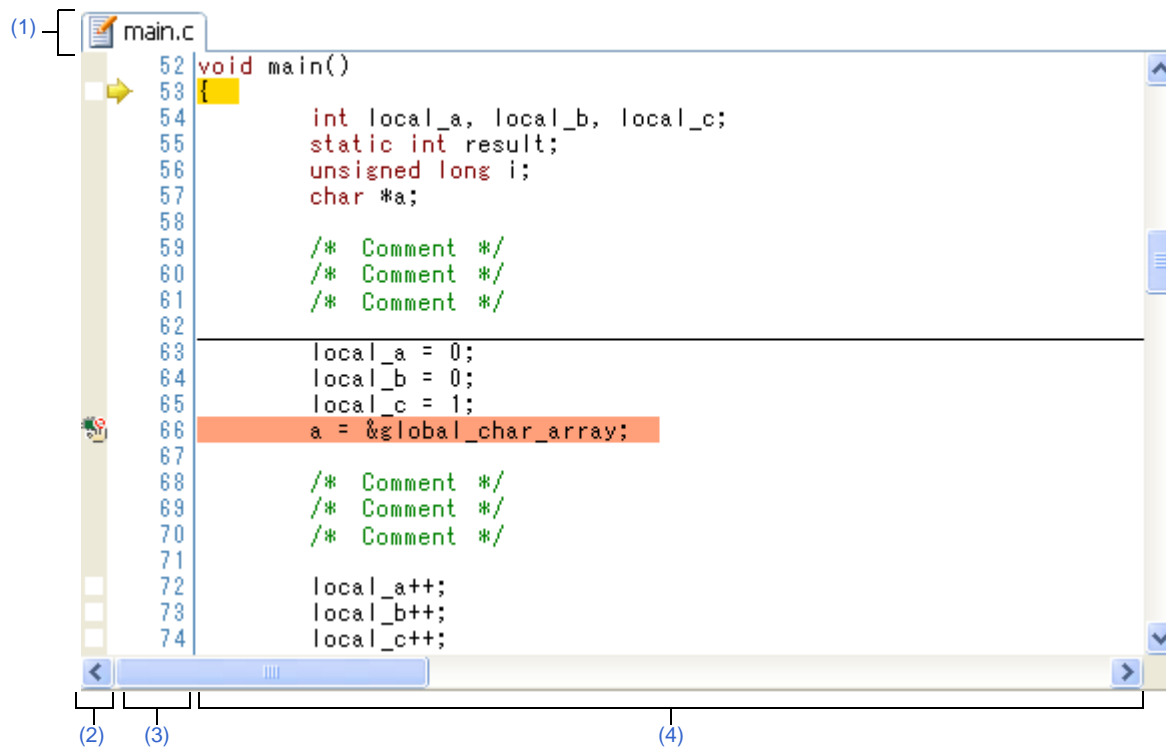 (1)
main.c
52 void main()
53 {
54 int local_a, local_b, local_c;
55 static int result;
56 unsigned long i;
57 char *a;
58
59 /* Comment */
60 /* Comment */
61 /* Comment */
62
63 local_a = 0;
64 local_b = 0;
65 local_c = 1;
66 a = &global_char_array;
67
68 /* Comment */
69 /* Comment */
70 /* Comment */
71
72 local_a++;
73 local_b++;
74 local_c++;
(2) (3) (4)